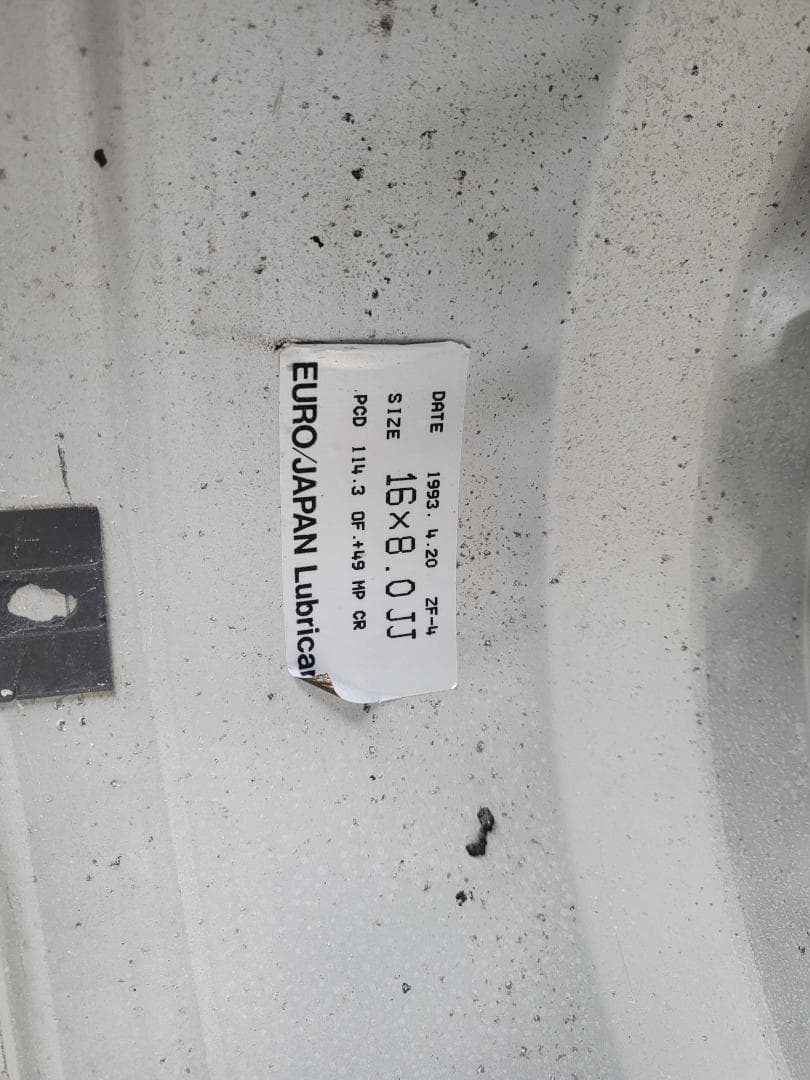 DATE 1993. 4.20 ZF-4
SIZE 16×8.0JJ
.PCD 114.3 OF.+49 MP CR
EURO/JAPAN Lubrica